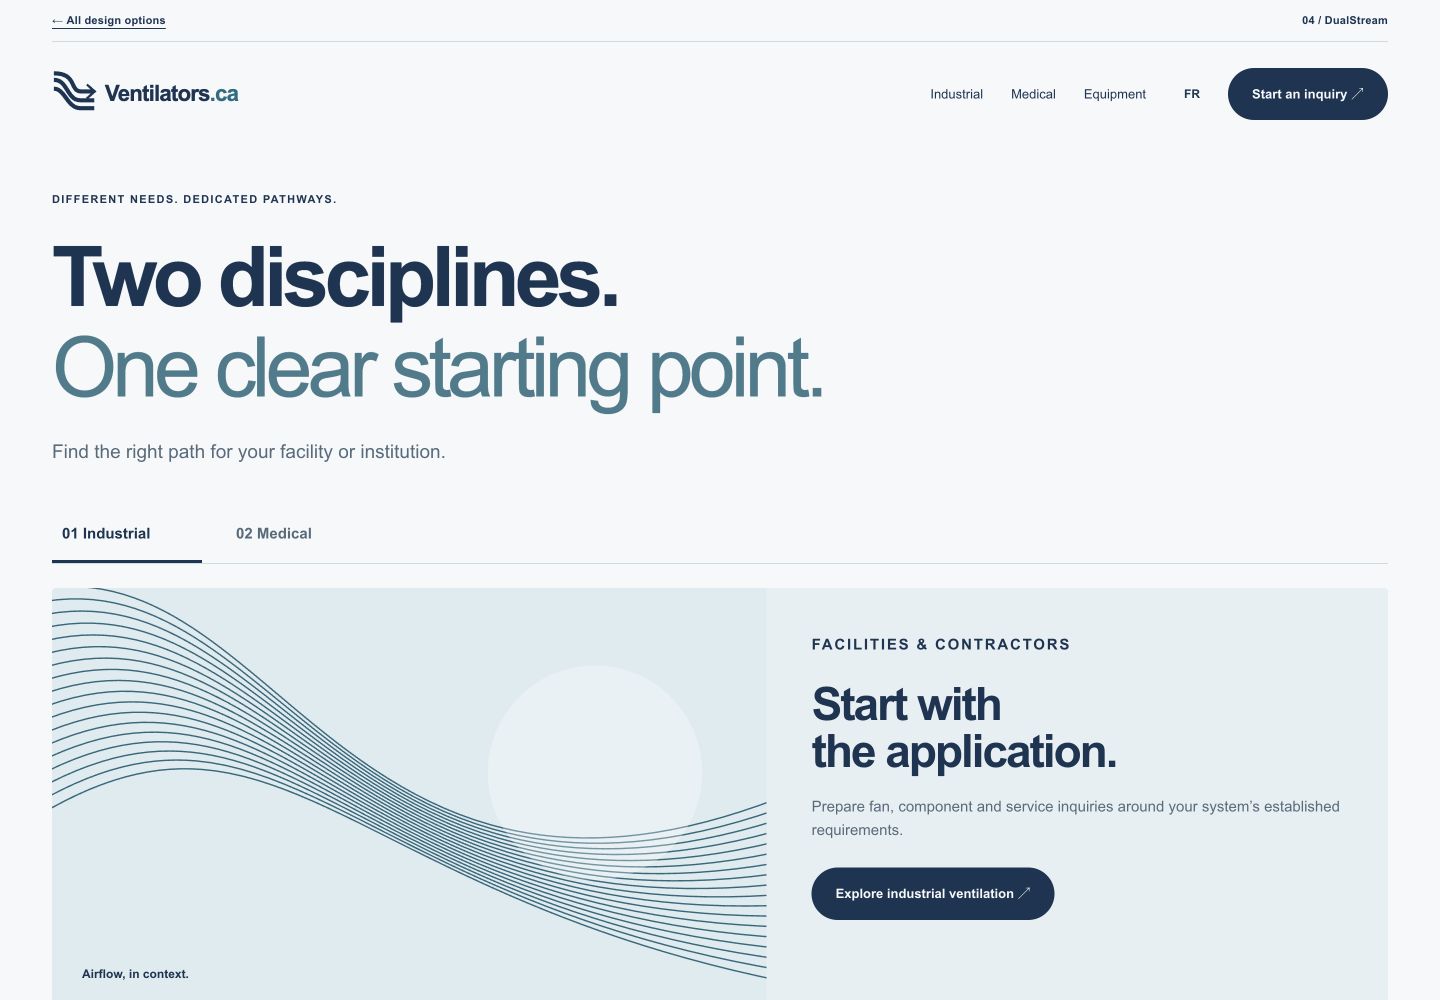 ← All design options
04 / DualStream
Ventilators.ca
Industrial
Medical
Equipment
FR
Start an inquiry ↗
DIFFERENT NEEDS. DEDICATED PATHWAYS.
Two disciplines.
One clear starting point.
Find the right path for your facility or institution.
01 Industrial
02 Medical
FACILITIES & CONTRACTORS
Start with
the application.
Prepare fan, component and service inquiries around your system’s established
requirements.
Explore industrial ventilation ↗
Airflow, in context.